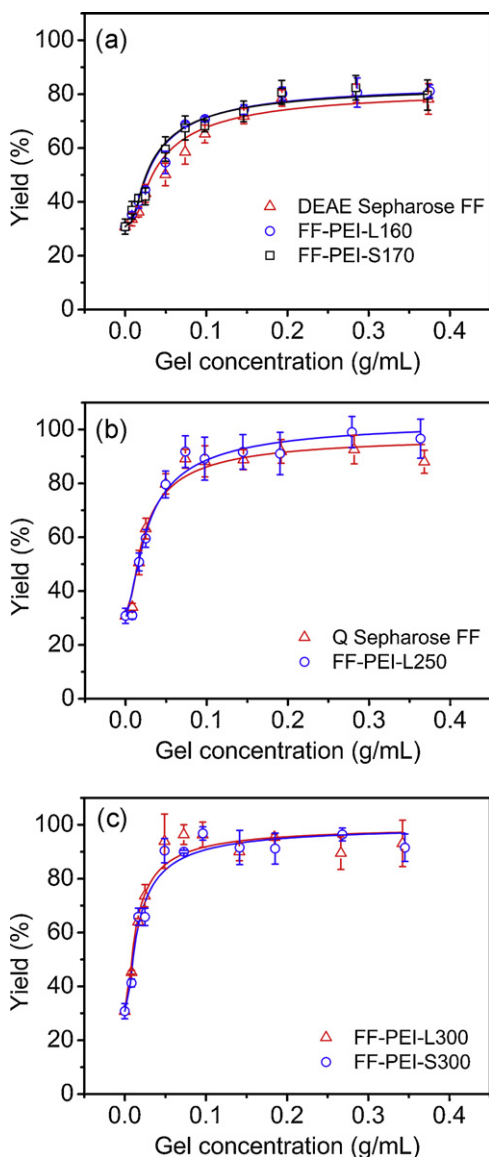 (a)
100
80
60
40
20
0
Yield (%)
DEAE Sepharose FF
FF-PEI-L160
FF-PEI-S170
0.0 0.1 0.2 0.3 0.4
Gel concentration (g/mL)
(b)
100
80
60
40
20
0
Yield (%)
Q Sepharose FF
FF-PEI-L250
0.0 0.1 0.2 0.3 0.4
Gel concentration (g/mL)
(c)
100
80
60
40
20
0
Yield (%)
FF-PEI-L300
FF-PEI-S300
0.0 0.1 0.2 0.3 0.4
Gel concentration (g/mL)